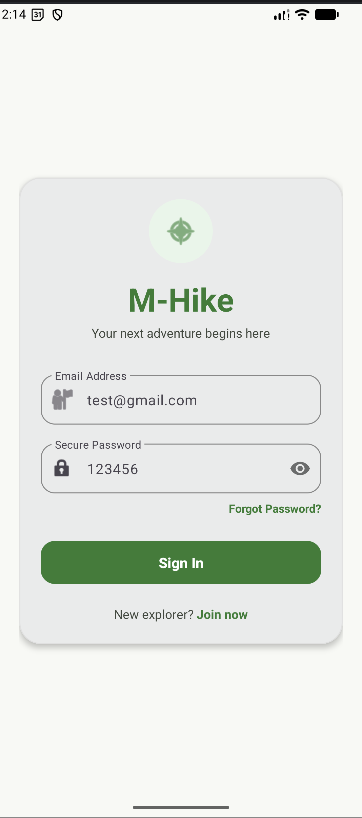 2:14
31
M-Hike
Your next adventure begins here
Email Address
test@gmail.com
Secure Password
123456
Forgot Password?
Sign In
New explorer? Join now